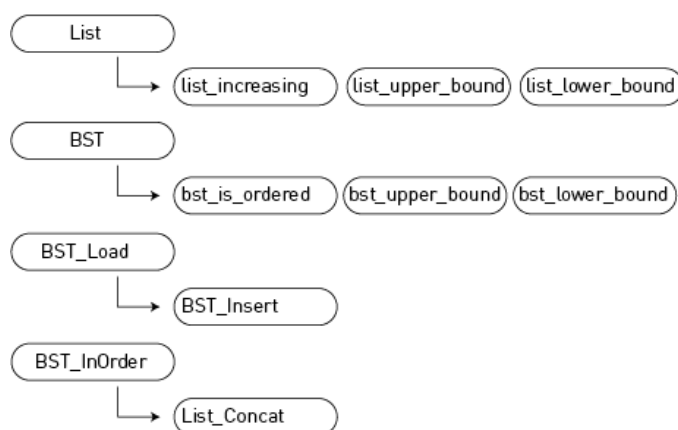 List
list_increasing list_upper_bound list_lower_bound
BST
bst_is_ordered bst_upper_bound bst_lower_bound
BST_Load
BST_Insert
BST_InOrder
List_Concat